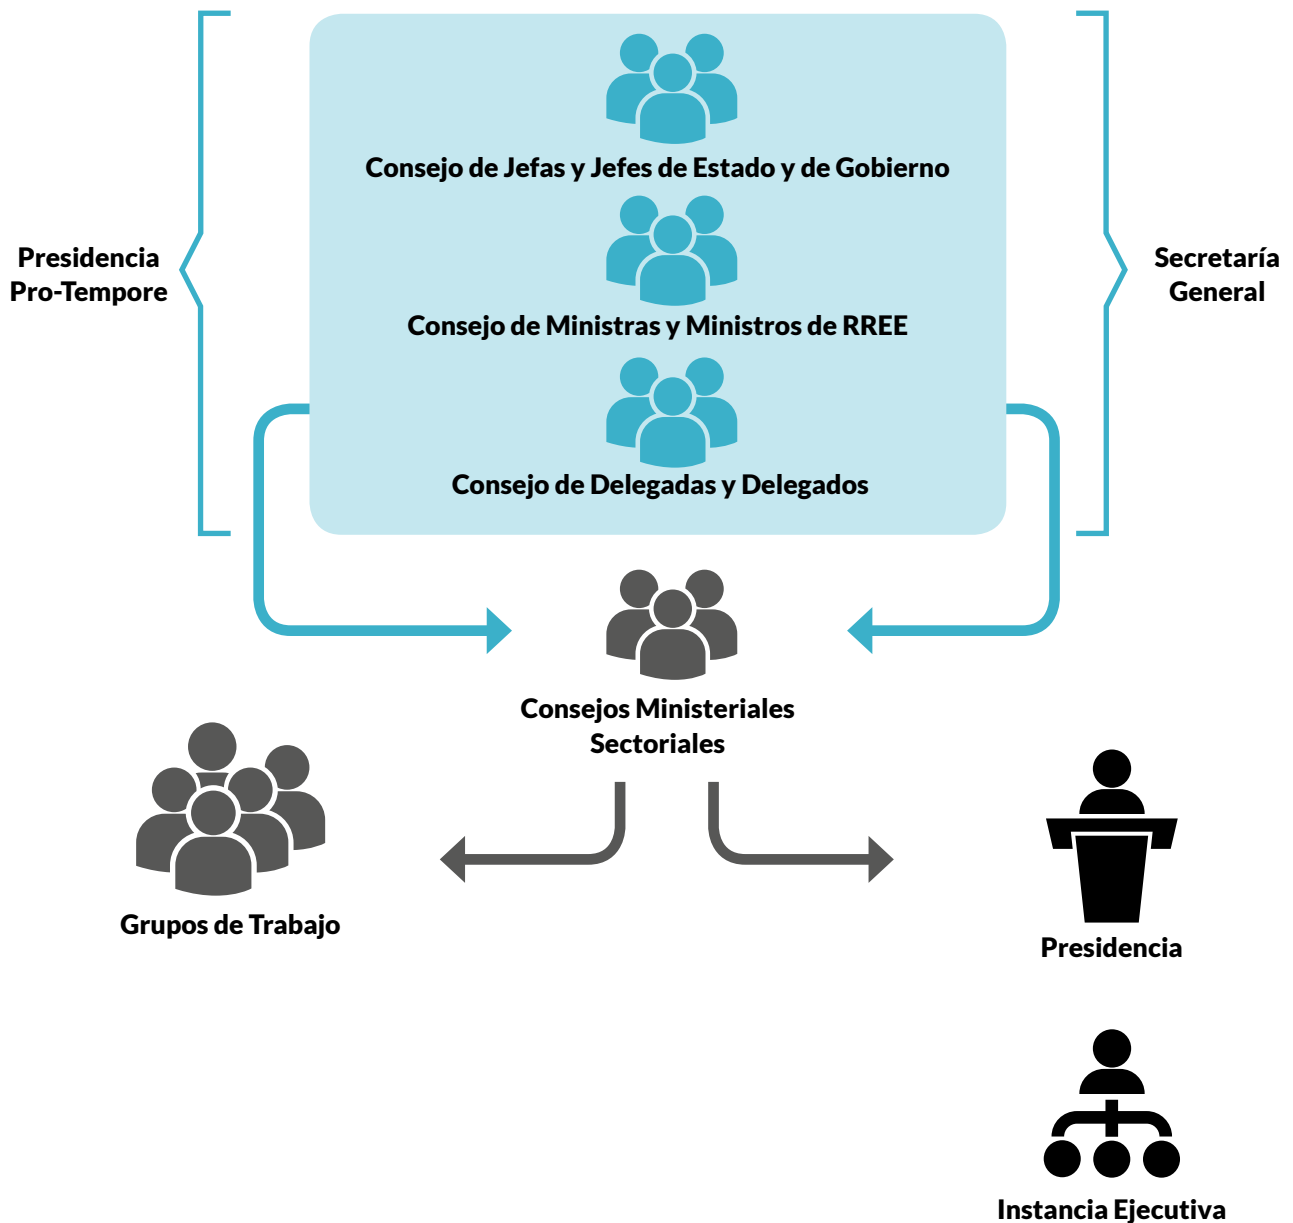 Consejo de Jefas y Jefes de Estado y de Gobierno
Presidencia
Pro-Tempore
Secretaría
General
Consejo de Ministras y Ministros de RREE
Consejo de Delegadas y Delegados
Consejos Ministeriales
Sectoriales
Grupos de Trabajo
Presidencia
Instancia Ejecutiva